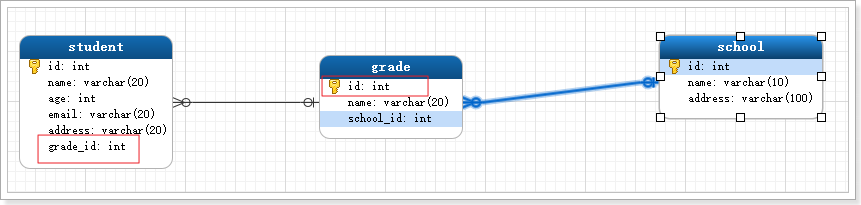 student
id: int
name: varchar(20)
age: int
email: varchar(20)
address: varchar(20)
grade_id: int
grade
id: int
name: varchar(20)
school_id: int
school
id: int
name: varchar(10)
address: varchar(100)